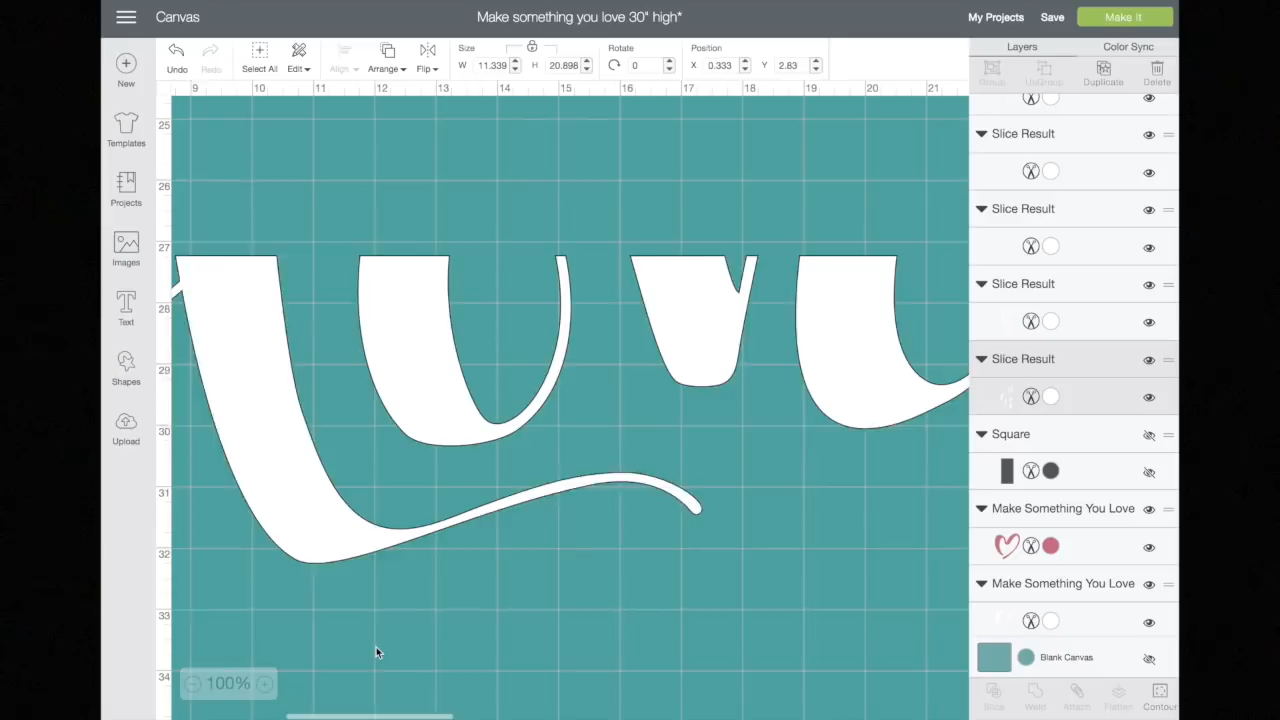 Canvas
Make something you love 30" high*
My Projects
Save
Make It
Undo
Redo
Select All
Edit
Align
Arrange
Flip
Size
W 11.339
H 20.898
Rotate
0
Position
X 0.333
Y 2.83
Layers
Color Sync
Group
UnGroup
Duplicate
Delete
New
Templates
Projects
Images
Text
Shapes
Upload
9 10 11 12 13 14 15 16 17 18 19 20 21
25
26
27
28
29
30
31
32
33
34
Slice Result
Slice Result
Slice Result
Slice Result
Square
Make Something You Love
Make Something You Love
Blank Canvas
100%
Slice
Weld
Attach
Flatten
Contour